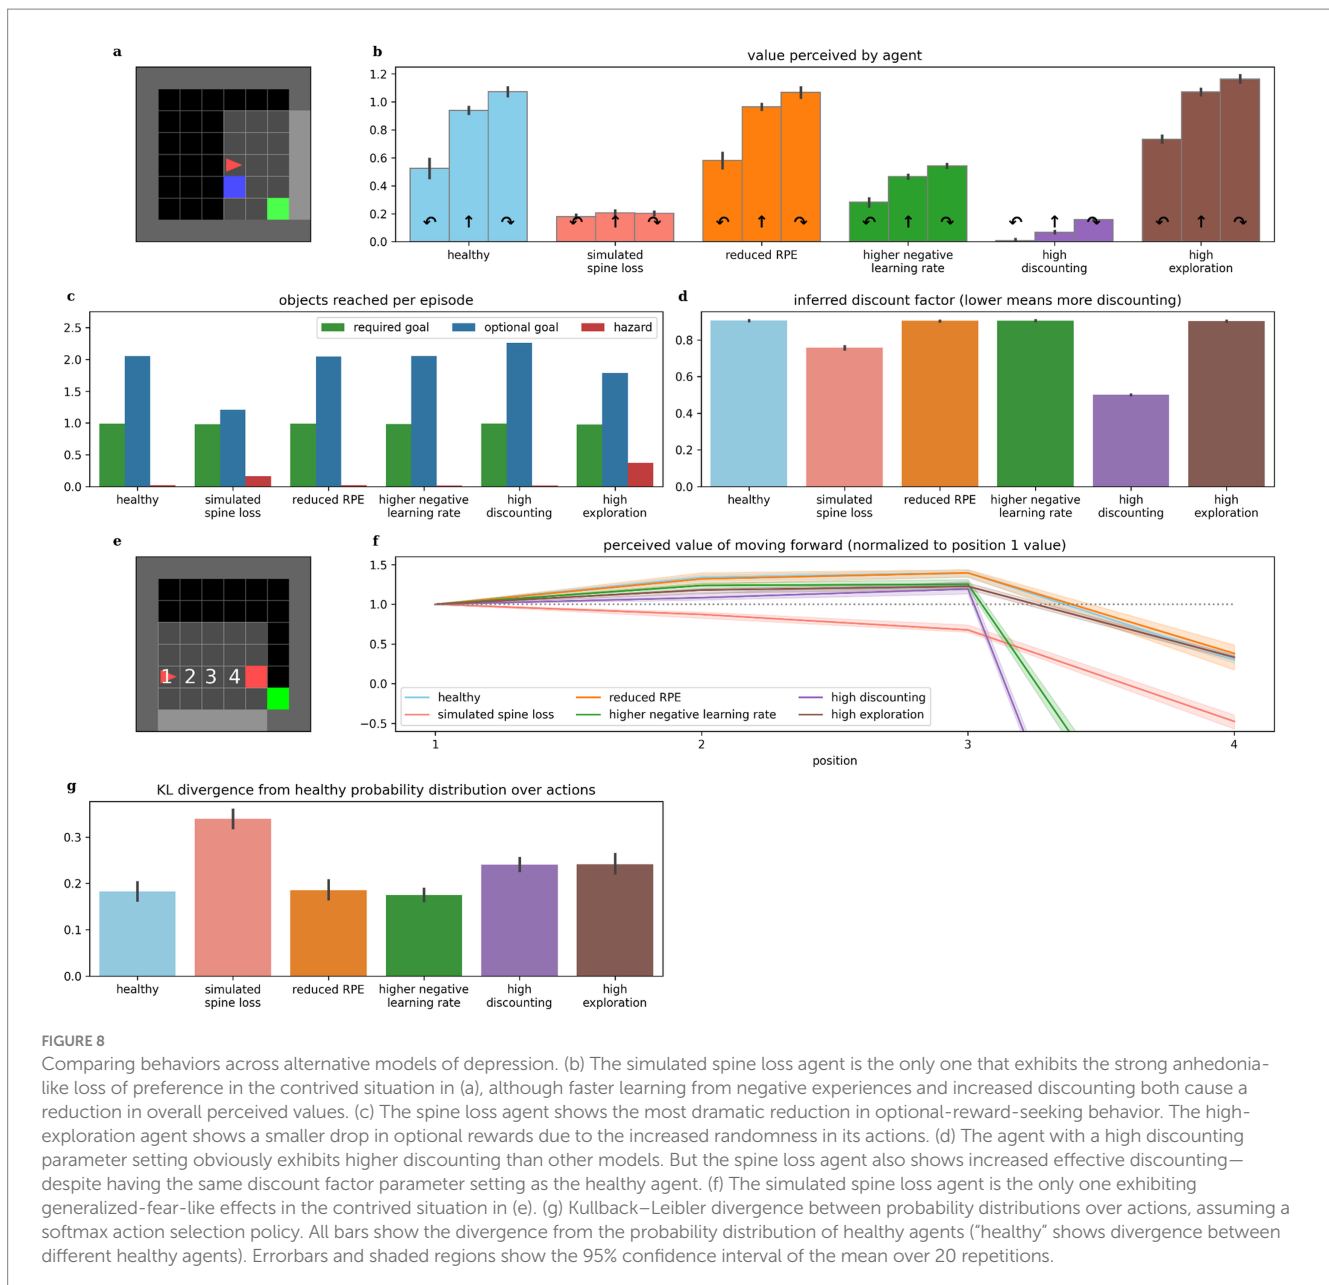 a
b
value perceived by agent
1.2
1.0
0.8
0.6
0.4
0.2
0.0
↶ ↑ ↷ ↶ ↑ ↷ ↶ ↑ ↷ ↶ ↑ ↷ ↶ ↑ ↷ ↶ ↑ ↷
healthy simulated reduced RPE higher negative high high
spine loss learning rate discounting exploration
c
objects reached per episode
required goal optional goal hazard
2.5
2.0
1.5
1.0
0.5
0.0
healthy simulated reduced RPE higher negative high high
spine loss learning rate discounting exploration
d
inferred discount factor (lower means more discounting)
0.8
0.6
0.4
0.2
0.0
healthy simulated reduced RPE higher negative high high
spine loss learning rate discounting exploration
e
1 2 3 4
f
perceived value of moving forward (normalized to position 1 value)
1.5
1.0
0.5
0.0
−0.5
healthy reduced RPE high discounting
simulated spine loss higher negative learning rate high exploration
1 2 3 4
position
g
KL divergence from healthy probability distribution over actions
0.3
0.2
0.1
0.0
healthy simulated reduced RPE higher negative high high
spine loss learning rate discounting exploration
FIGURE 8
Comparing behaviors across alternative models of depression. (b) The simulated spine loss agent is the only one that exhibits the strong anhedonia-
like loss of preference in the contrived situation in (a), although faster learning from negative experiences and increased discounting both cause a
reduction in overall perceived values. (c) The spine loss agent shows the most dramatic reduction in optional-reward-seeking behavior. The high-
exploration agent shows a smaller drop in optional rewards due to the increased randomness in its actions. (d) The agent with a high discounting
parameter setting obviously exhibits higher discounting than other models. But the spine loss agent also shows increased effective discounting—
despite having the same discount factor parameter setting as the healthy agent. (f) The simulated spine loss agent is the only one exhibiting
generalized-fear-like effects in the contrived situation in (e). (g) Kullback–Leibler divergence between probability distributions over actions, assuming a
softmax action selection policy. All bars show the divergence from the probability distribution of healthy agents (“healthy” shows divergence between
different healthy agents). Errorbars and shaded regions show the 95% confidence interval of the mean over 20 repetitions.